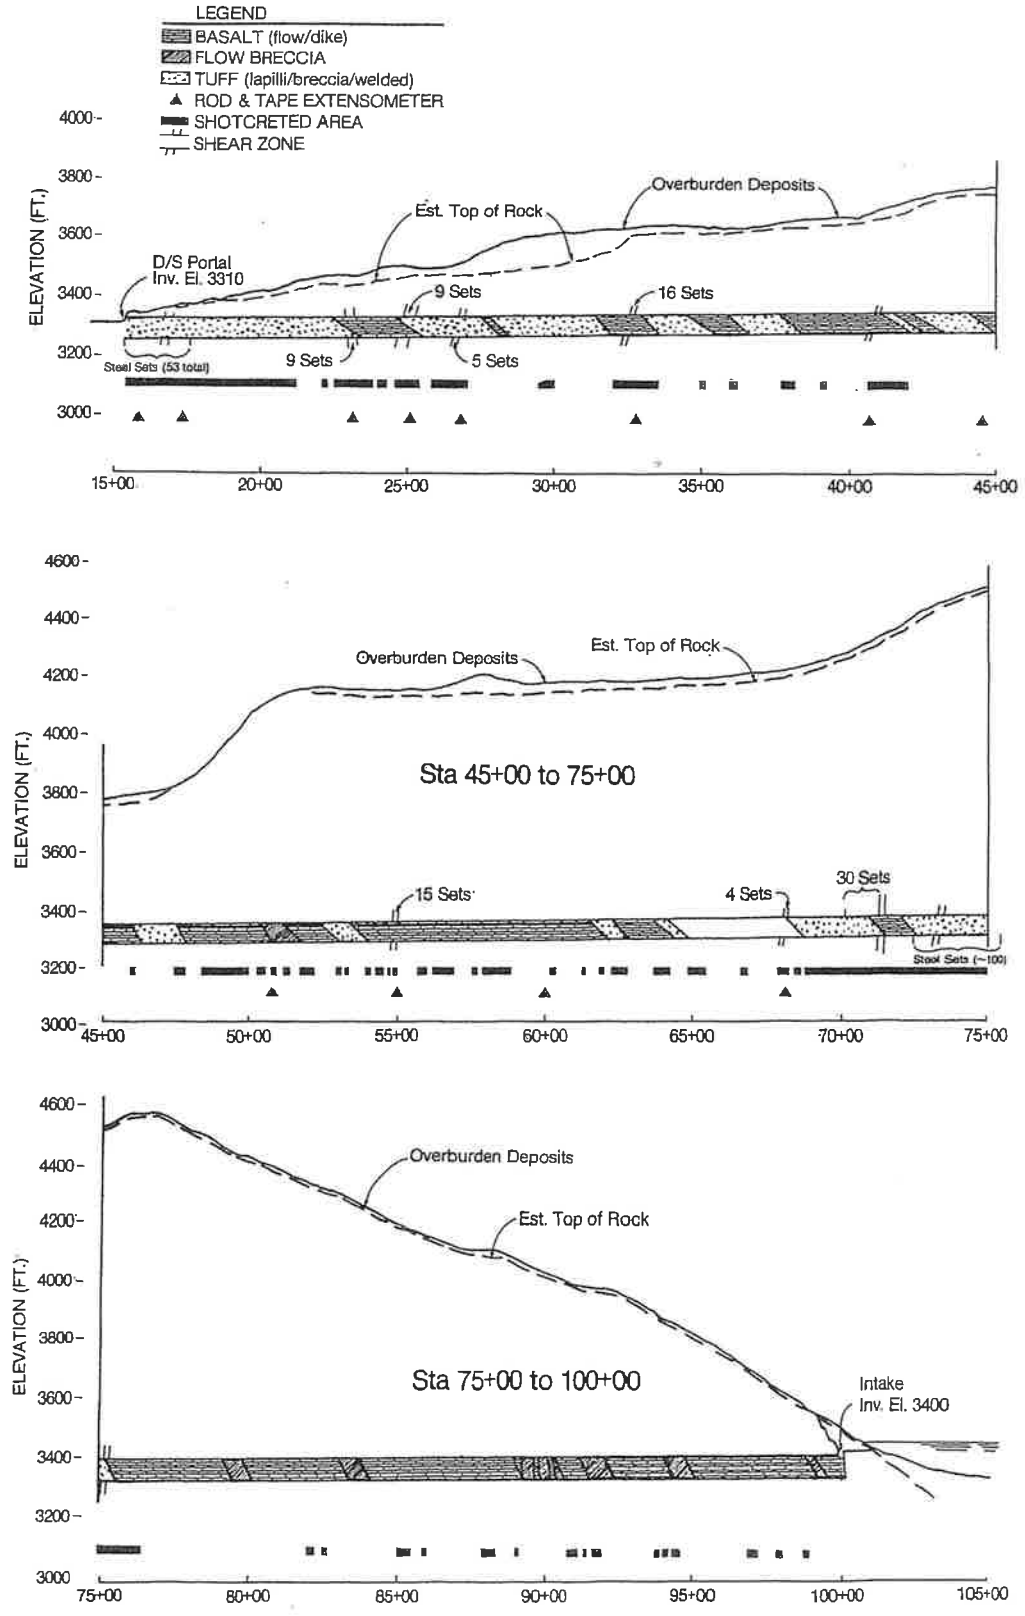 LEGEND
BASALT (flow/dike)
FLOW BRECCIA
TUFF (lapilli/breccia/welded)
ROD & TAPE EXTENSOMETER
SHOTCRETED AREA
SHEAR ZONE
ELEVATION (FT.)
4000
3800
3600
3400
3200
3000
Overburden Deposits
Est. Top of Rock
D/S Portal
Inv. El. 3310
9 Sets
16 Sets
9 Sets
5 Sets
Steel Sets (53 total)
15+00 20+00 25+00 30+00 35+00 40+00 45+00
ELEVATION (FT.)
4600
4400
4200
4000
3800
3600
3400
3200
3000
Est. Top of Rock
Overburden Deposits
Sta 45+00 to 75+00
30 Sets
15 Sets
4 Sets
Steel Sets (~100)
45+00 50+00 55+00 60+00 65+00 70+00 75+00
ELEVATION (FT.)
4600
4400
4200
4000
3800
3600
3400
3200
3000
Overburden Deposits
Est. Top of Rock
Sta 75+00 to 100+00
Intake
Inv. El. 3400
75+00 80+00 85+00 90+00 95+00 100+00 105+00